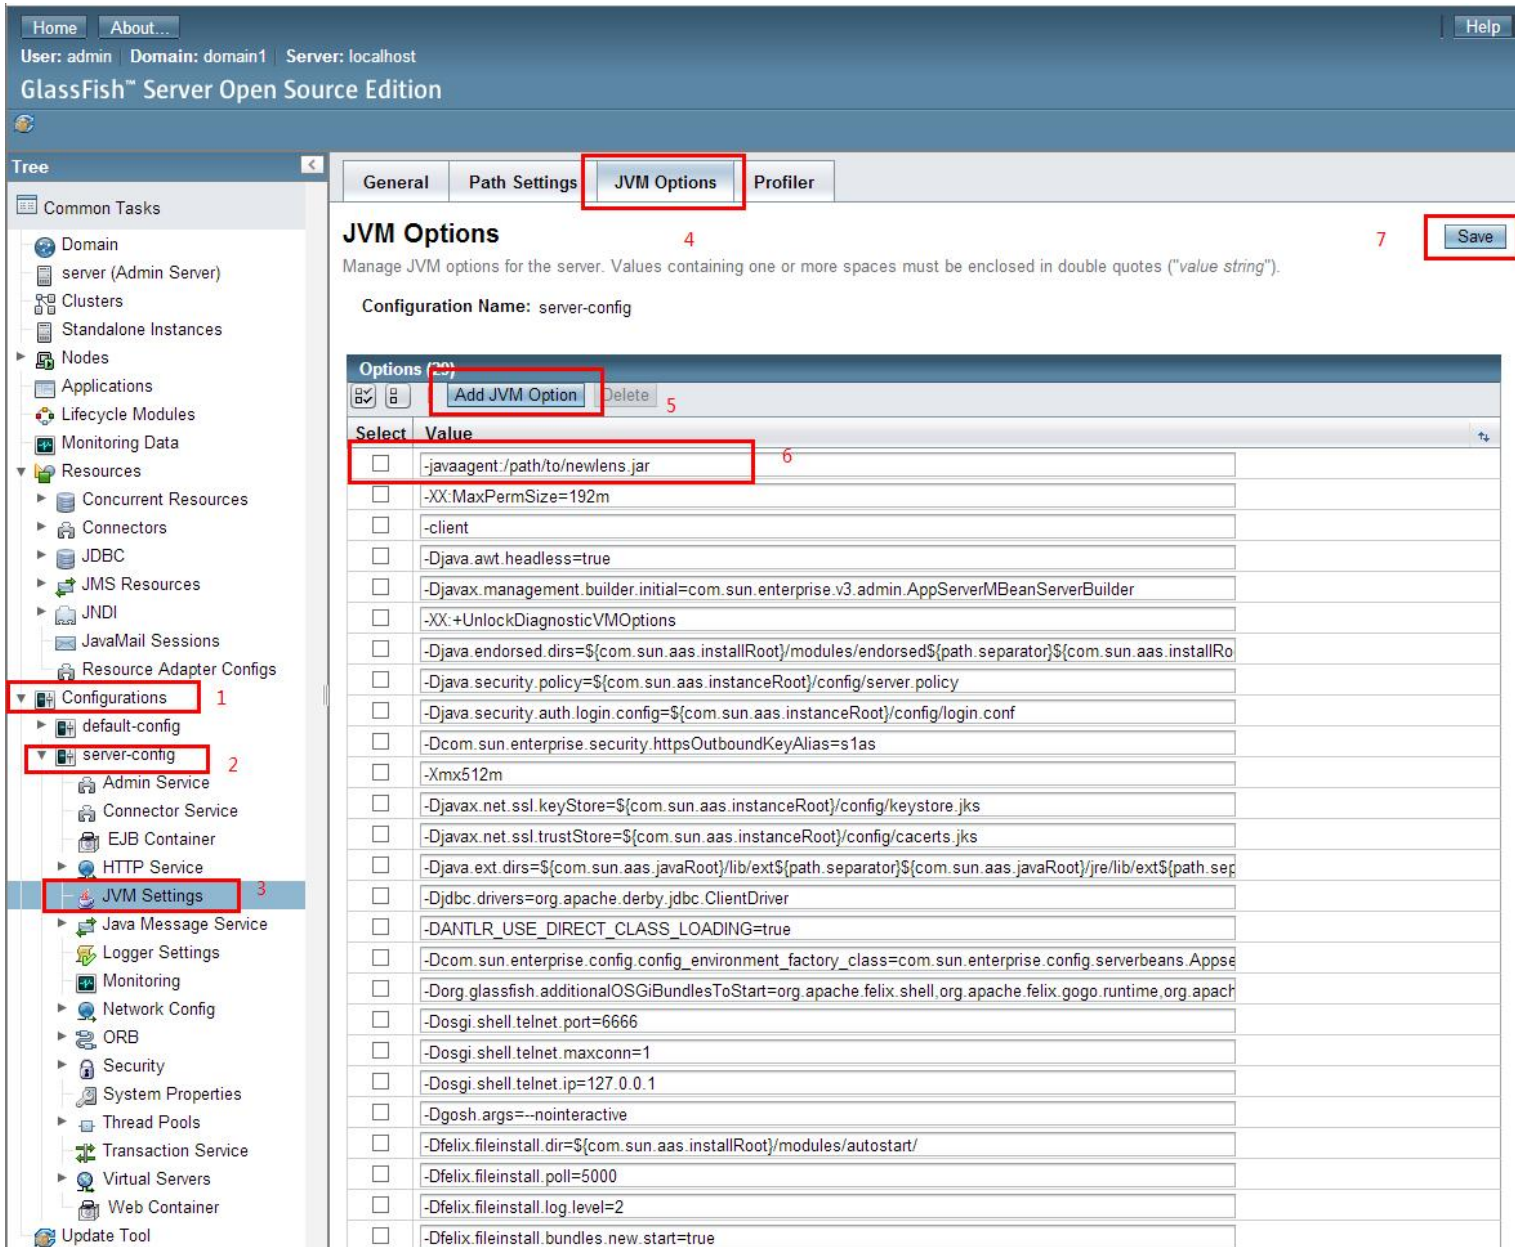 Home About... Help
User: admin Domain: domain1 Server: localhost
GlassFish™ Server Open Source Edition
Tree
Common Tasks
Domain
server (Admin Server)
Clusters
Standalone Instances
Nodes
Applications
Lifecycle Modules
Monitoring Data
Resources
Concurrent Resources
Connectors
JDBC
JMS Resources
JNDI
JavaMail Sessions
Resource Adapter Configs
Configurations 1
default-config
server-config 2
Admin Service
Connector Service
EJB Container
HTTP Service
JVM Settings 3
Java Message Service
Logger Settings
Monitoring
Network Config
ORB
Security
System Properties
Thread Pools
Transaction Service
Virtual Servers
Web Container
Update Tool
General Path Settings JVM Options Profiler
JVM Options 4 7 Save
Manage JVM options for the server. Values containing one or more spaces must be enclosed in double quotes ("value string").
Configuration Name: server-config
Options (29)
Add JVM Option Delete 5
Select Value
-javaagent:/path/to/newlens.jar 6
-XX:MaxPermSize=192m
-client
-Djava.awt.headless=true
-Djavax.management.builder.initial=com.sun.enterprise.v3.admin.AppServerMBeanServerBuilder
-XX:+UnlockDiagnosticVMOptions
-Djava.endorsed.dirs=${com.sun.aas.installRoot}/modules/endorsed${path.separator}${com.sun.aas.installRo
-Djava.security.policy=${com.sun.aas.instanceRoot}/config/server.policy
-Djava.security.auth.login.config=${com.sun.aas.instanceRoot}/config/login.conf
-Dcom.sun.enterprise.security.httpsOutboundKeyAlias=s1as
-Xmx512m
-Djavax.net.ssl.keyStore=${com.sun.aas.instanceRoot}/config/keystore.jks
-Djavax.net.ssl.trustStore=${com.sun.aas.instanceRoot}/config/cacerts.jks
-Djava.ext.dirs=${com.sun.aas.javaRoot}/lib/ext${path.separator}${com.sun.aas.javaRoot}/jre/lib/ext${path.sep
-Djdbc.drivers=org.apache.derby.jdbc.ClientDriver
-DANTLR_USE_DIRECT_CLASS_LOADING=true
-Dcom.sun.enterprise.config.config_environment_factory_class=com.sun.enterprise.config.serverbeans.Appse
-Dorg.glassfish.additionalOSGiBundlesToStart=org.apache.felix.shell,org.apache.felix.gogo.runtime,org.apach
-Dosgi.shell.telnet.port=6666
-Dosgi.shell.telnet.maxconn=1
-Dosgi.shell.telnet.ip=127.0.0.1
-Dgosh.args=--nointeractive
-Dfelix.fileinstall.dir=${com.sun.aas.installRoot}/modules/autostart/
-Dfelix.fileinstall.poll=5000
-Dfelix.fileinstall.log.level=2
-Dfelix.fileinstall.bundles.new.start=true